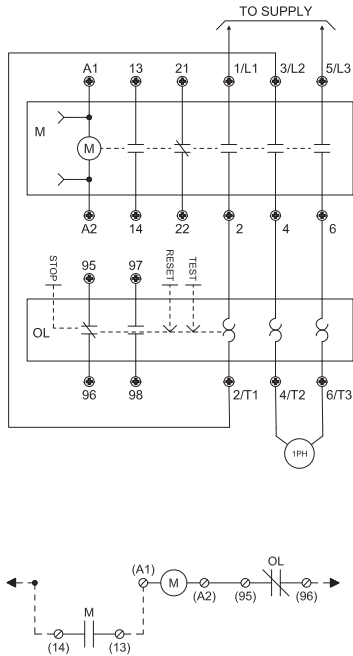 TO SUPPLY
A1 13 21 1/L1 3/L2 5/L3
M
M
A2 14 22 2 4 6
STOP 95 97 RESET TEST
OL
96 98 2/T1 4/T2 6/T3
1PH
OL
(A1) M (A2) (95) (96)
M
(14) (13)